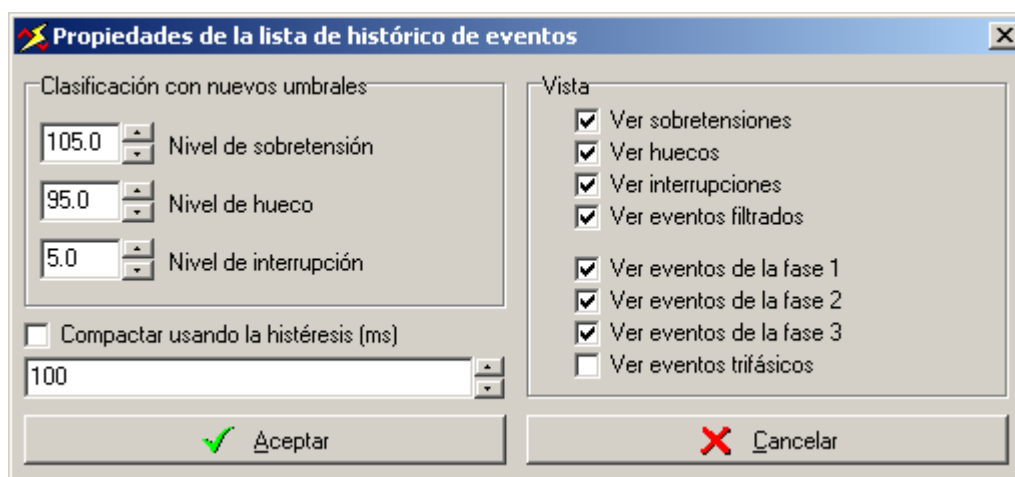 Propiedades de la lista de histórico de eventos
Clasificación con nuevos umbrales
105.0 Nivel de sobretensión
95.0 Nivel de hueco
5.0 Nivel de interrupción
Compactar usando la histéresis (ms)
100
Vista
Ver sobretensiones
Ver huecos
Ver interrupciones
Ver eventos filtrados
Ver eventos de la fase 1
Ver eventos de la fase 2
Ver eventos de la fase 3
Ver eventos trifásicos
Aceptar
Cancelar